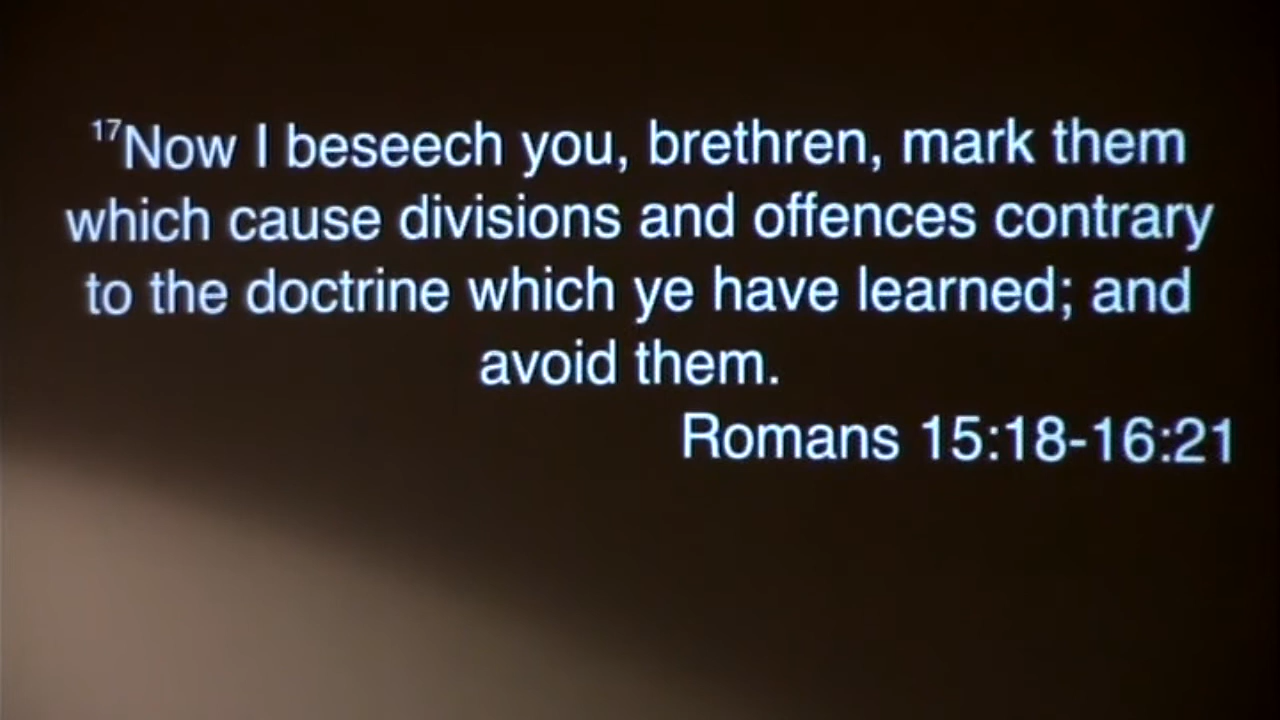 17Now I beseech you, brethren, mark them
which cause divisions and offences contrary
to the doctrine which ye have learned; and
avoid them.
Romans 15:18-16:21